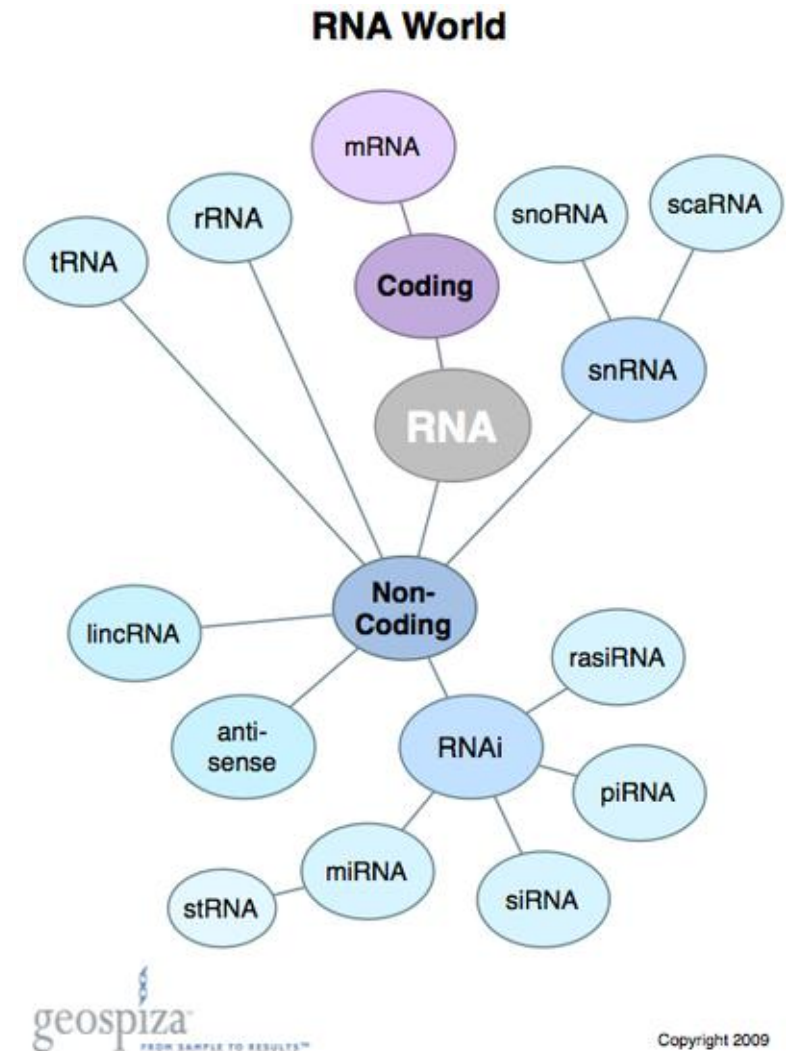 RNA World
mRNA
snoRNA
scaRNA
rRNA
tRNA
Coding
snRNA
RNA
Non-
Coding
lincRNA
rasiRNA
anti-
sense
RNAi
piRNA
miRNA
siRNA
stRNA
geospiza
FROM SAMPLE TO RESULTS™
Copyright 2009